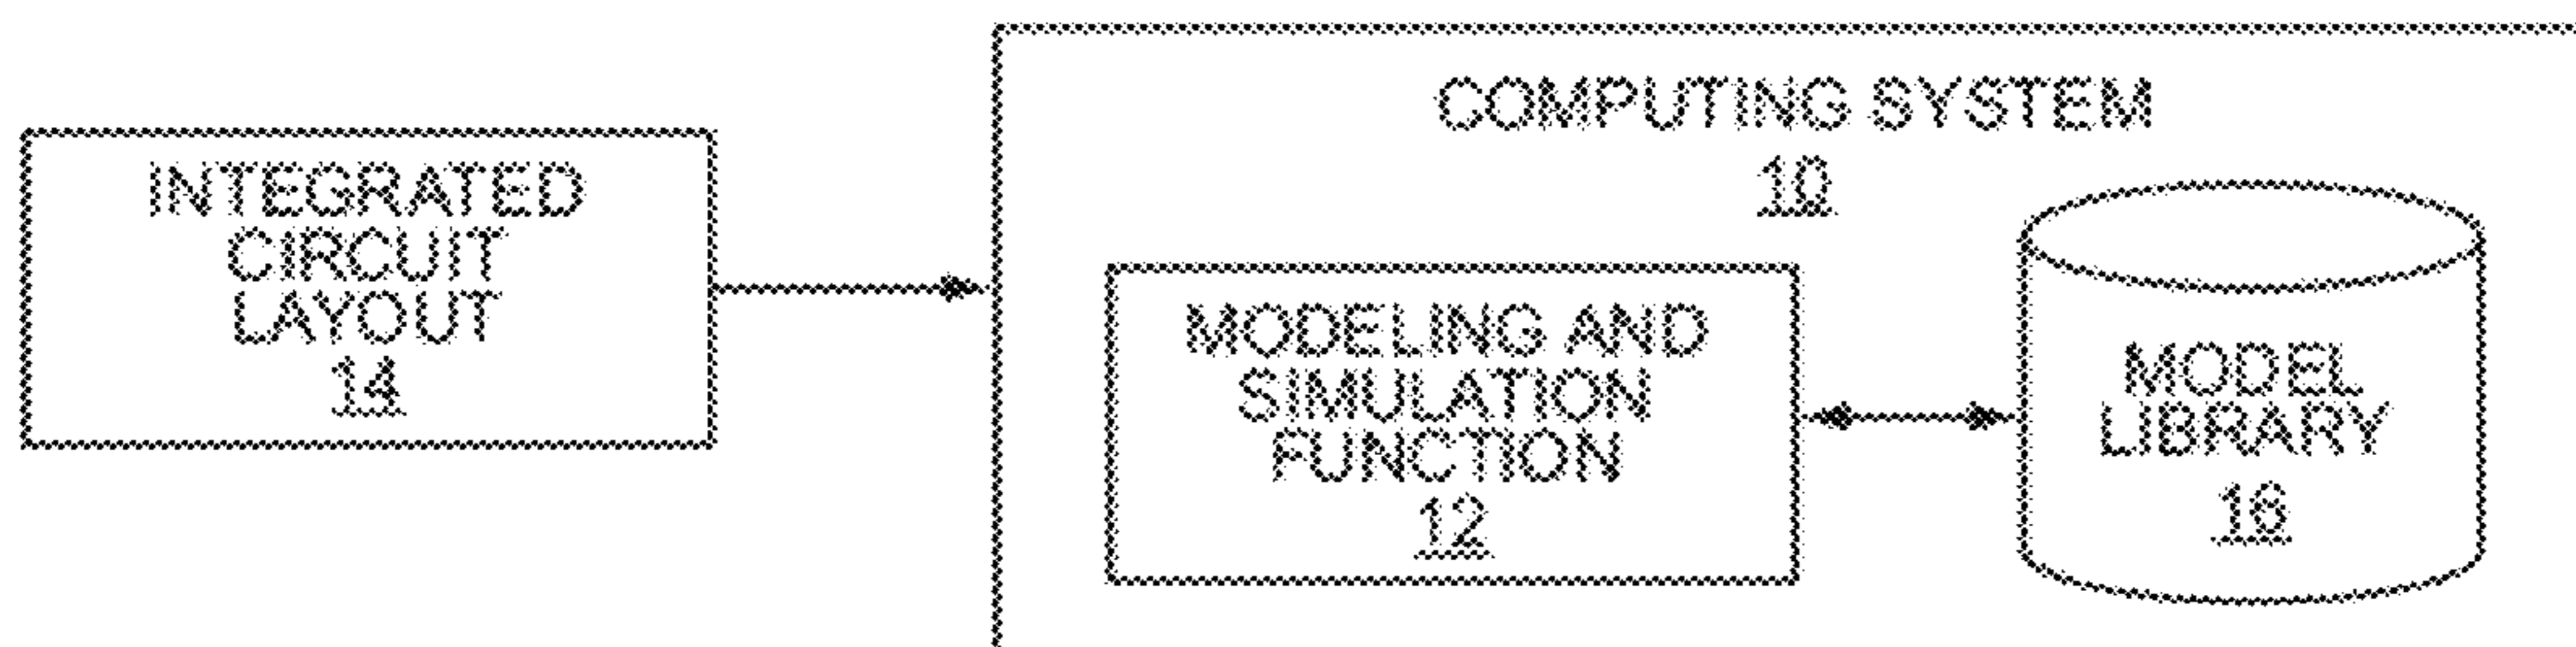 INTEGRATED
CIRCUIT
LAYOUT
14
COMPUTING SYSTEM
10
MODELING AND
SIMULATION
FUNCTION
12
MODEL
LIBRARY
16